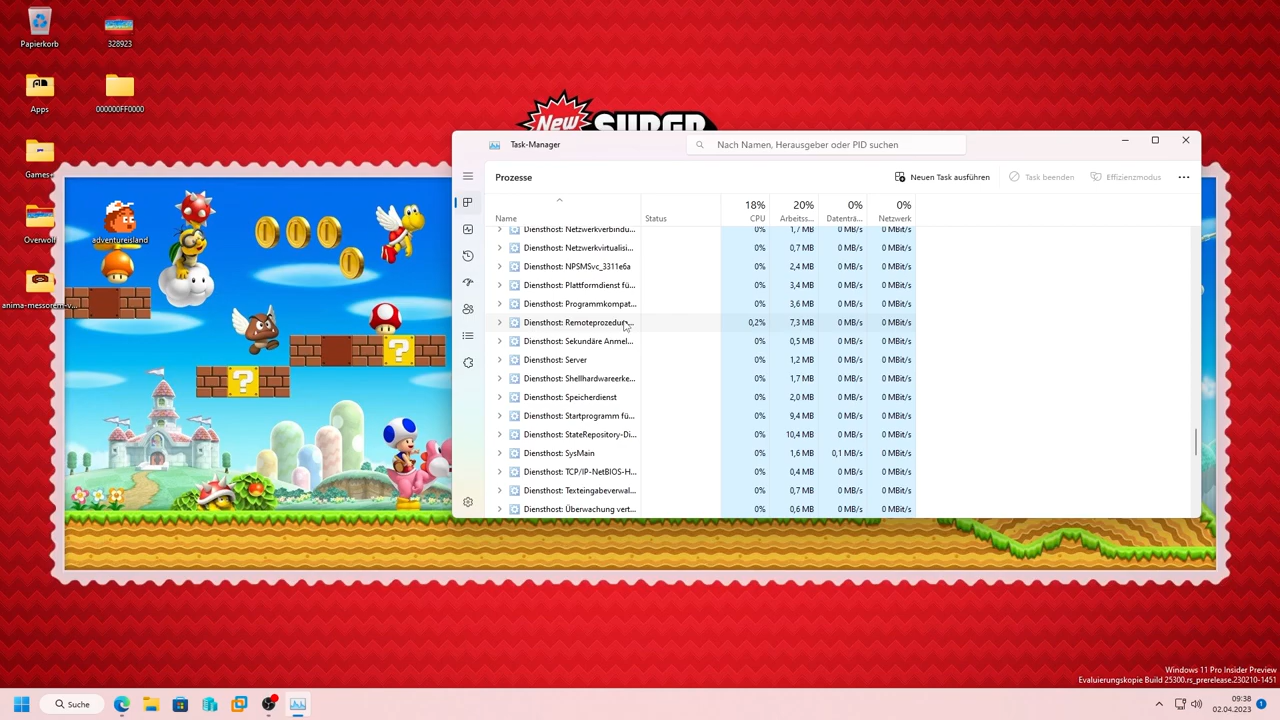 Papierkorb
328923
Apps
000000FF0000
Games+
Overwolf
adventureisland
anima-messorem-v...
New SUPER
Task-Manager
Nach Namen, Herausgeber oder PID suchen
Prozesse
Neuen Task ausführen
Task beenden
Effizienzmodus
18% 20% 0% 0%
Name Status CPU Arbeitss... Datenträ... Netzwerk
Diensthost: Netzwerkverbindu... 0% 1,7 MB 0 MB/s 0 MBit/s
Diensthost: Netzwerkvirtualisi... 0% 0,7 MB 0 MB/s 0 MBit/s
Diensthost: NPSMSvc_3311e6a 0% 2,4 MB 0 MB/s 0 MBit/s
Diensthost: Plattformdienst fü... 0% 3,4 MB 0 MB/s 0 MBit/s
Diensthost: Programmkompat... 0% 3,6 MB 0 MB/s 0 MBit/s
Diensthost: Remoteprozedur... 0,2% 7,3 MB 0 MB/s 0 MBit/s
Diensthost: Sekundäre Anmel... 0% 0,5 MB 0 MB/s 0 MBit/s
Diensthost: Server 0% 1,2 MB 0 MB/s 0 MBit/s
Diensthost: Shellhardwareerke... 0% 1,7 MB 0 MB/s 0 MBit/s
Diensthost: Speicherdienst 0% 2,0 MB 0 MB/s 0 MBit/s
Diensthost: Startprogramm fü... 0% 9,4 MB 0 MB/s 0 MBit/s
Diensthost: StateRepository-Di... 0% 10,4 MB 0 MB/s 0 MBit/s
Diensthost: SysMain 0% 1,6 MB 0,1 MB/s 0 MBit/s
Diensthost: TCP/IP-NetBIOS-H... 0% 0,4 MB 0 MB/s 0 MBit/s
Diensthost: Texteingabeverwal... 0% 0,7 MB 0 MB/s 0 MBit/s
Diensthost: Überwachung vert... 0% 0,6 MB 0 MB/s 0 MBit/s
Windows 11 Pro Insider Preview
Evaluierungskopie Build 25300.rs_prerelease.230210-1451
Suche
09:38
02.04.2023
1